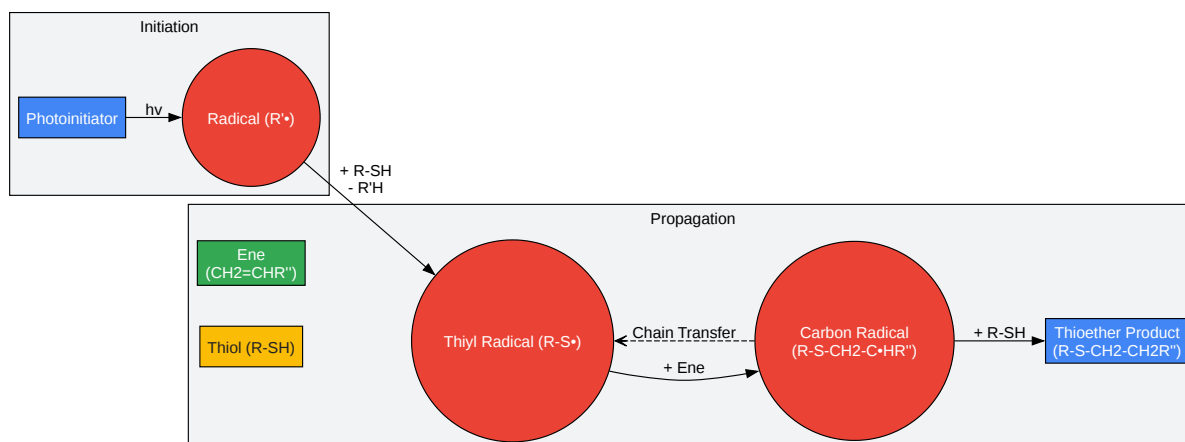 Initiation
Photoinitiator
hv
Radical (R'•)
+ R-SH
- R'H
Propagation
Ene
(CH2=CHR")
Thiol (R-SH)
Thiyl Radical (R-S•)
Chain Transfer
+ Ene
Carbon Radical
(R-S-CH2-C•HR")
+ R-SH
Thioether Product
(R-S-CH2-CH2R")